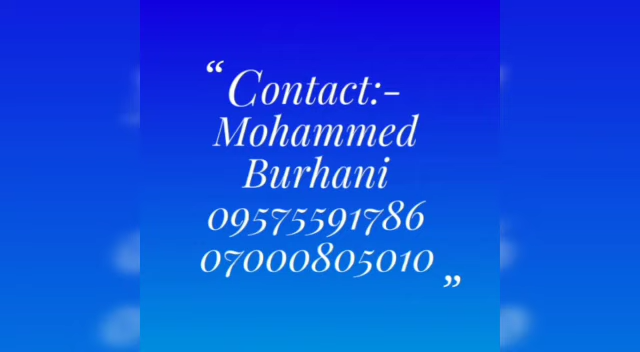 “
Contact:-
Mohammed
Burhani
09575591786
07000805010
”